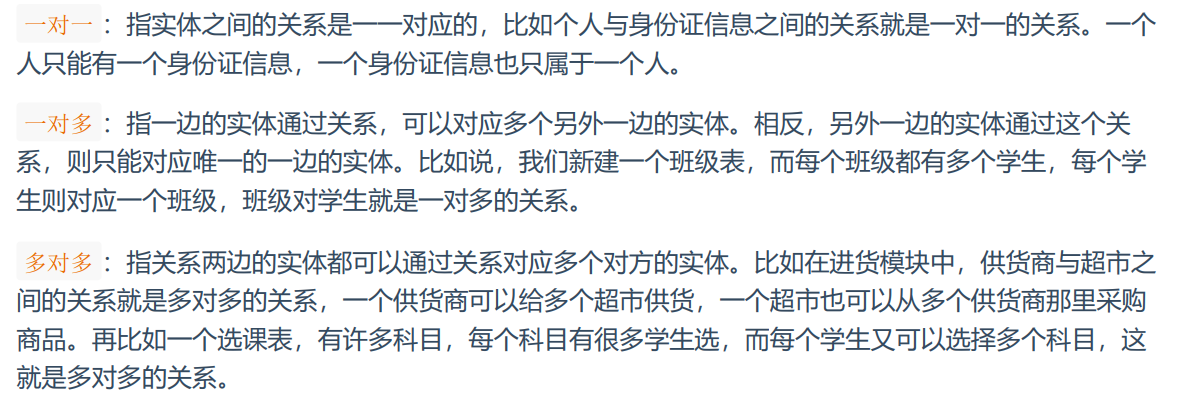 一对一：指实体之间的关系是一一对应的，比如个人与身份证信息之间的关系就是一对一的关系。一个
人只能有一个身份证信息，一个身份证信息也只属于一个人。
一对多：指一边的实体通过关系，可以对应多个另外一边的实体。相反，另外一边的实体通过这个关
系，则只能对应唯一的一边的实体。比如说，我们新建一个班级表，而每个班级都有多个学生，每个学
生则对应一个班级，班级对学生就是一对多的关系。
多对多：指关系两边的实体都可以通过关系对应多个对方的实体。比如在进货模块中，供货商与超市之
间的关系就是多对多的关系，一个供货商可以给多个超市供货，一个超市也可以从多个供货商那里采购
商品。再比如一个选课表，有许多科目，每个科目有很多学生选，而每个学生又可以选择多个科目，这
就是多对多的关系。